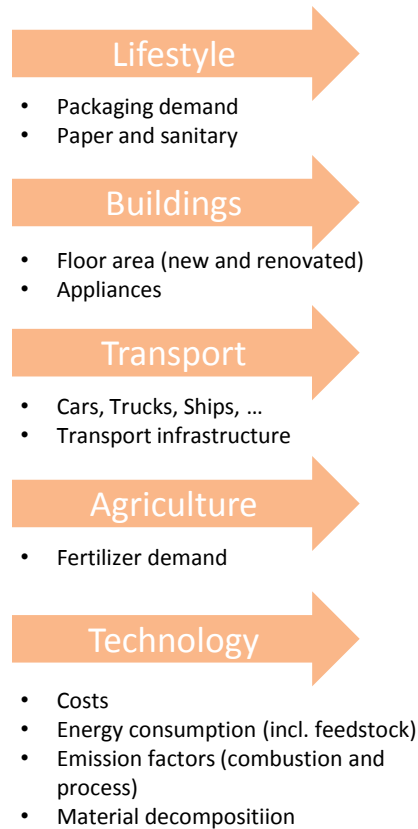 Lifestyle
• Packaging demand
• Paper and sanitary
Buildings
• Floor area (new and renovated)
• Appliances
Transport
• Cars, Trucks, Ships, ...
• Transport infrastructure
Agriculture
• Fertilizer demand
Technology
• Costs
• Energy consumption (incl. feedstock)
• Emission factors (combustion and
process)
• Material decompositiion